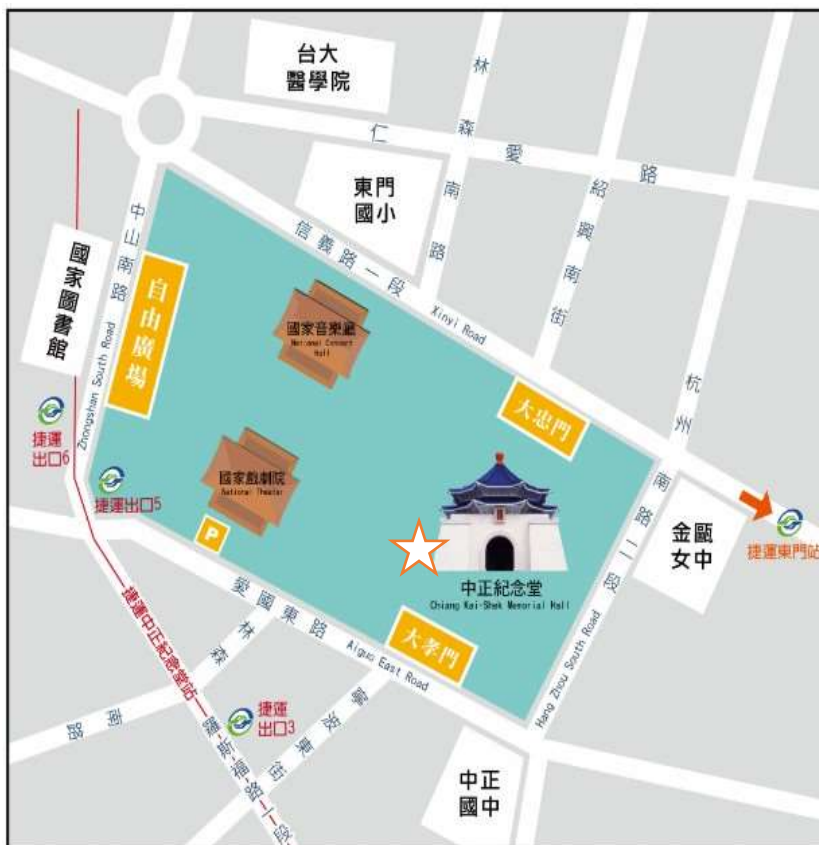 台大
醫學院
林森南路
仁愛路
東門
國小
紹興南街
中山南路
Zhongshan South Road
信義路一段
Xinyi Road
國家圖書館
自由廣場
國家音樂廳
National Concert
Hall
杭州南路二段
Hang Zhou South Road
大忠門
捷運
出口6
捷運出口5
國家戲劇院
National Theater
P
金甌
女中
捷運東門站
中正紀念堂
Chiang Kai-Shek Memorial Hall
愛國東路
Aiguo East Road
大孝門
捷運中正紀念堂站
林森南路
捷運
出口3
寧波東街
羅斯福路一段
中正
國中